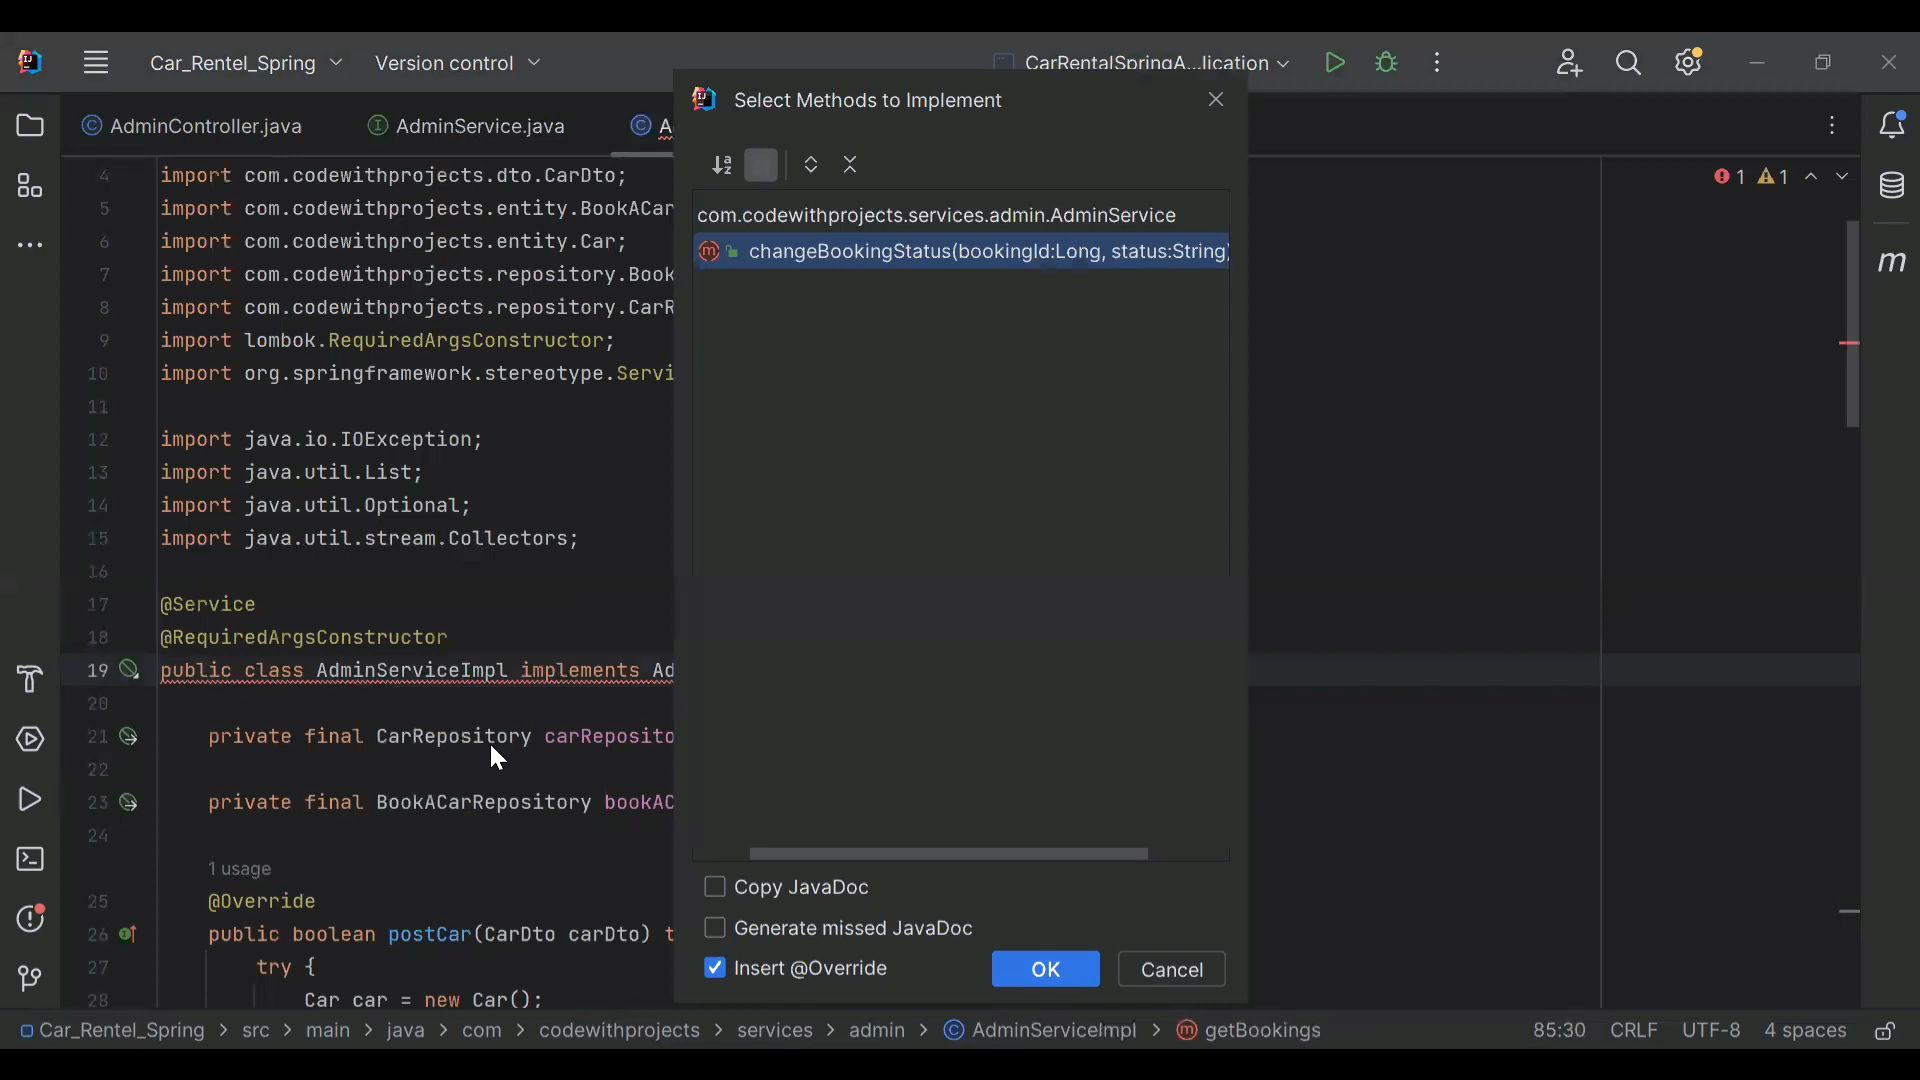 Car_Rentel_Spring
Version control
CarRentalSpringA...lication
AdminController.java
AdminService.java
Select Methods to Implement
com.codewithprojects.services.admin.AdminService
changeBookingStatus(bookingId:Long, status:String)
1
1
4 import com.codewithprojects.dto.CarDto;
5 import com.codewithprojects.entity.BookACar
6 import com.codewithprojects.entity.Car;
7 import com.codewithprojects.repository.Book
8 import com.codewithprojects.repository.CarR
9 import lombok.RequiredArgsConstructor;
10 import org.springframework.stereotype.Servi
11
12 import java.io.IOException;
13 import java.util.List;
14 import java.util.Optional;
15 import java.util.stream.Collectors;
16
17 @Service
18 @RequiredArgsConstructor
19 public class AdminServiceImpl implements Ad
20
21 private final CarRepository carReposito
22
23 private final BookACarRepository bookAC
24
1 usage
25 @Override
26 public boolean postCar(CarDto carDto) t
27 try {
28 Car car = new Car();
Copy JavaDoc
Generate missed JavaDoc
Insert @Override
OK
Cancel
m
Car_Rentel_Spring > src > main > java > com > codewithprojects > services > admin > AdminServiceImpl > getBookings
85:30 CRLF UTF-8 4 spaces